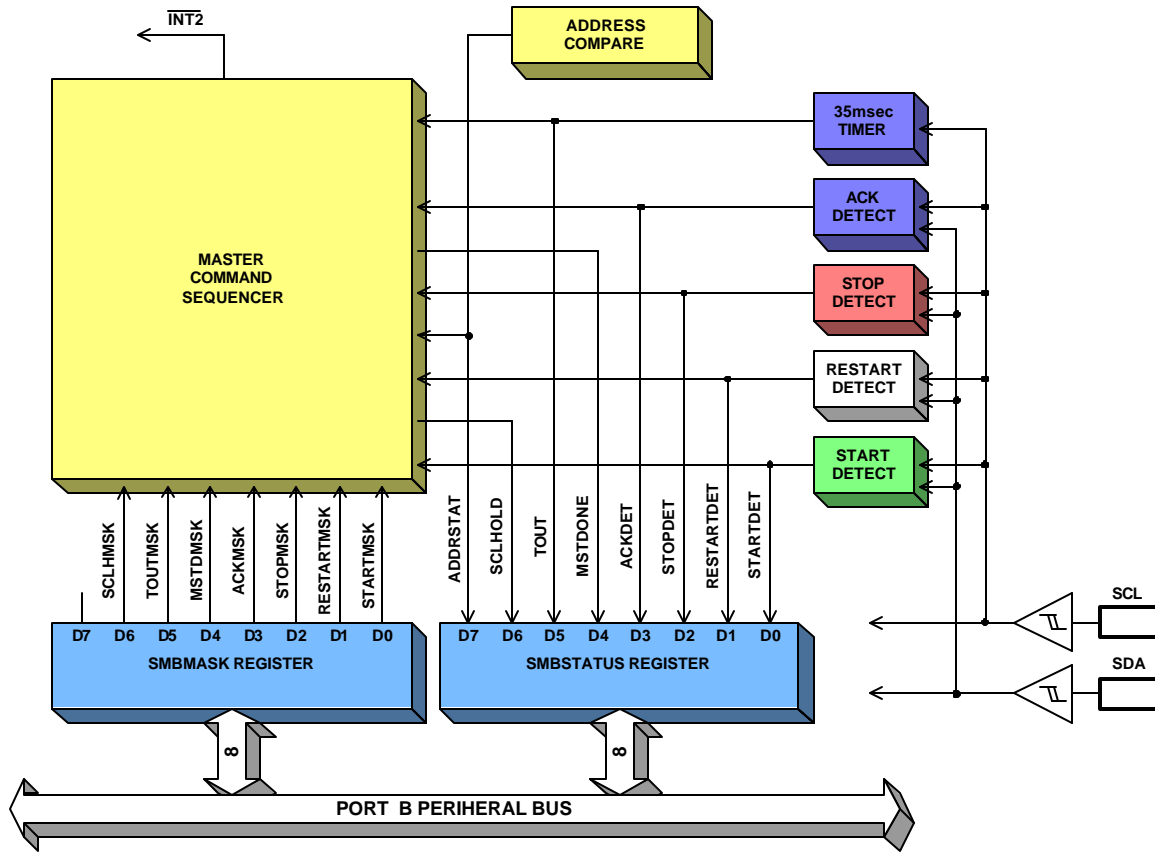 INT2
ADDRESS
COMPARE
35msec
TIMER
ACK
DETECT
MASTER
COMMAND
SEQUENCER
STOP
DETECT
RESTART
DETECT
START
DETECT
SCLHMSK
TOUTMSK
MSTDMSK
ACKMSK
STOPMSK
RESTARTMSK
STARTMSK
ADDRSTAT
SCLHOLD
TOUT
MSTDONE
ACKDET
STOPDET
RESTARTDET
STARTDET
SCL
D7 D6 D5 D4 D3 D2 D1 D0
SMBMASK REGISTER
D7 D6 D5 D4 D3 D2 D1 D0
SMBSTATUS REGISTER
SDA
8
8
PORT B PERIHERAL BUS